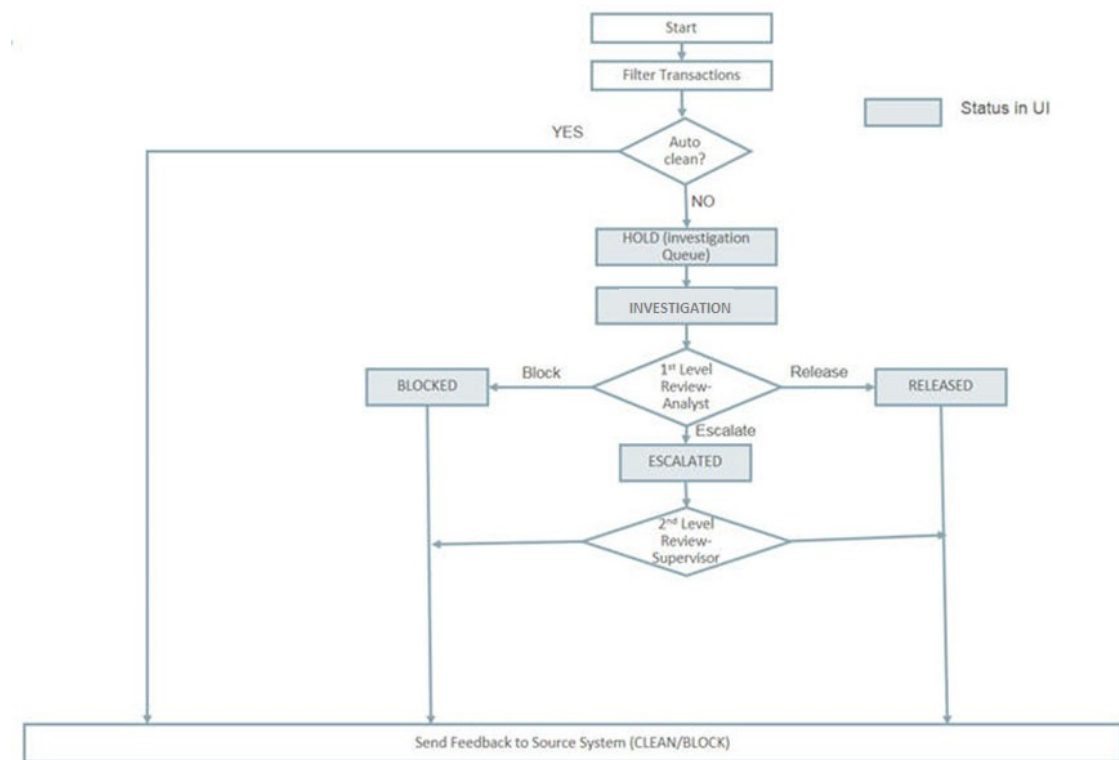 Start
Filter Transactions
Status in UI
YES
Auto
clean?
NO
HOLD (investigation
Queue)
INVESTIGATION
Block
1st Level
Review-
Analyst
Release
BLOCKED
RELEASED
Escalate
ESCALATED
2nd Level
Review-
Supervisor
Send Feedback to Source System (CLEAN/BLOCK)